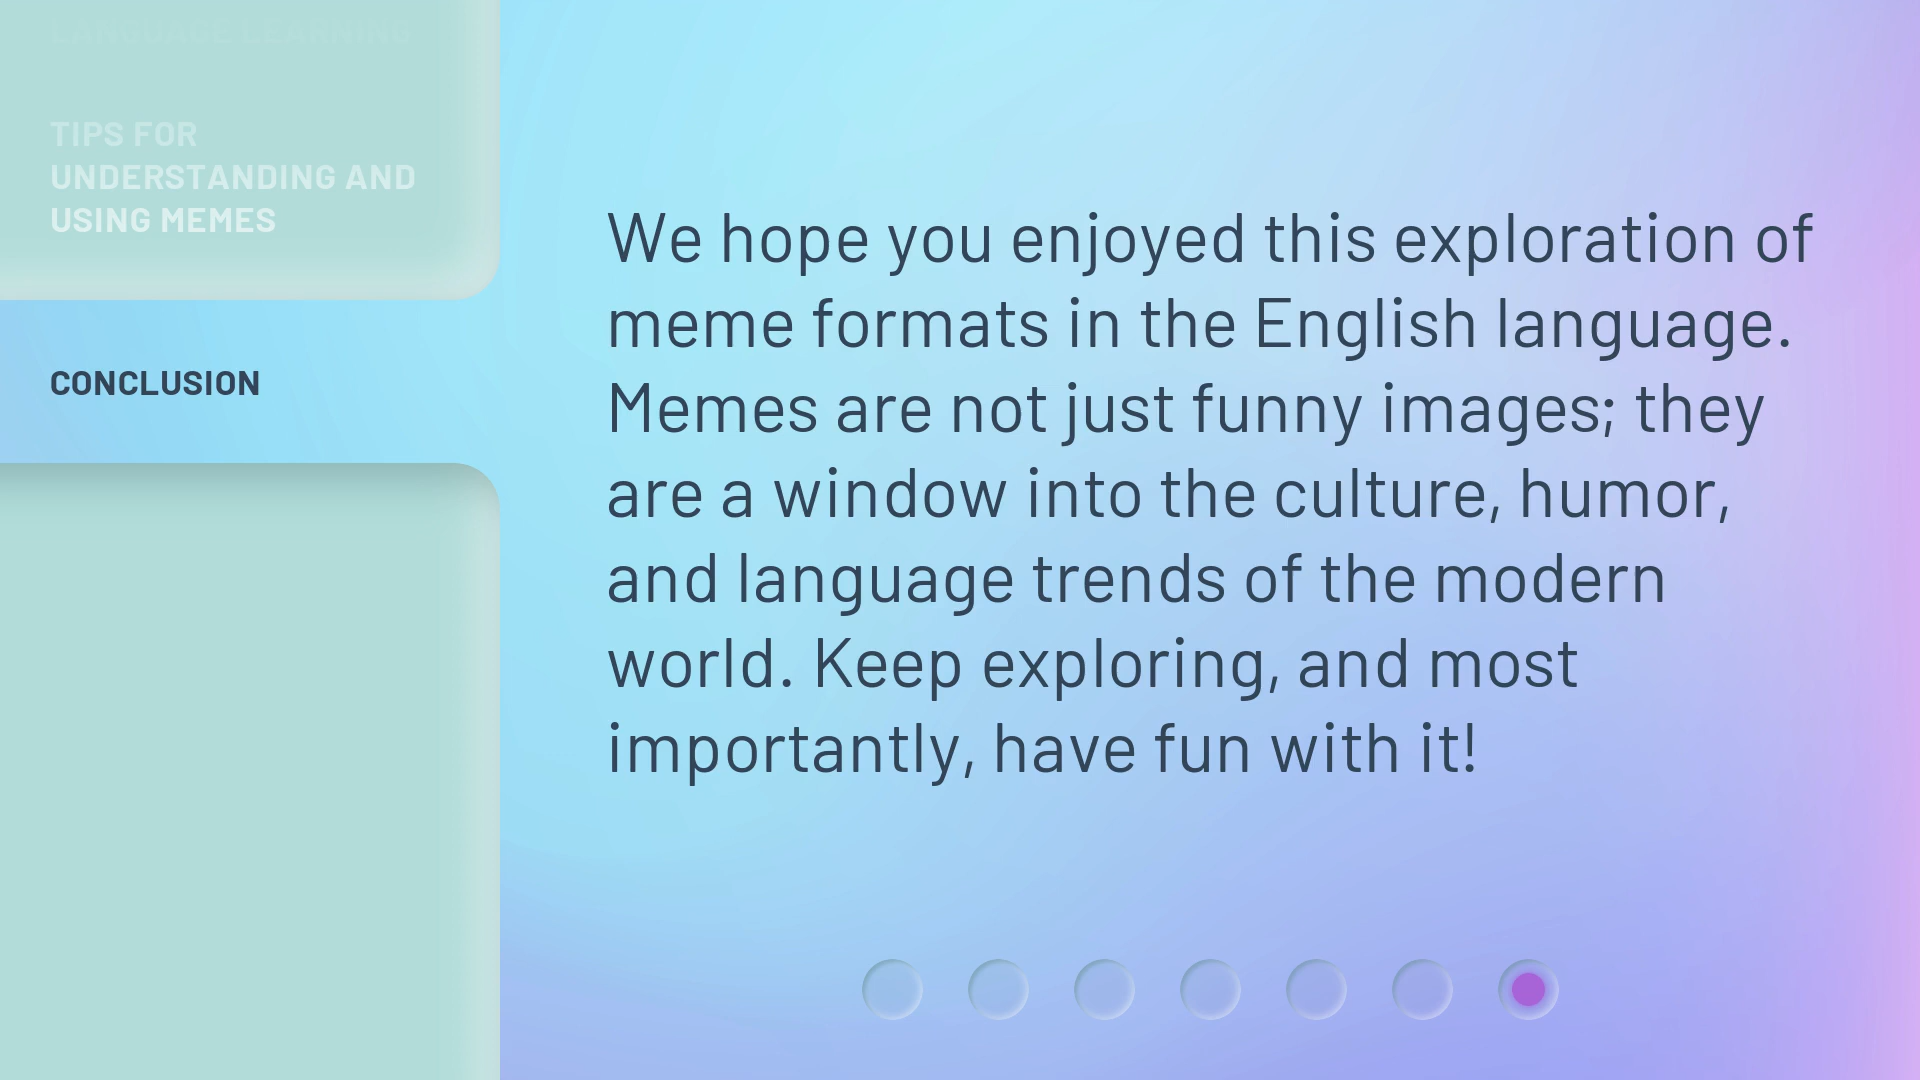 LANGUAGE LEARNING
TIPS FOR
UNDERSTANDING AND
USING MEMES
CONCLUSION
We hope you enjoyed this exploration of
meme formats in the English language.
Memes are not just funny images; they
are a window into the culture, humor,
and language trends of the modern
world. Keep exploring, and most
importantly, have fun with it!